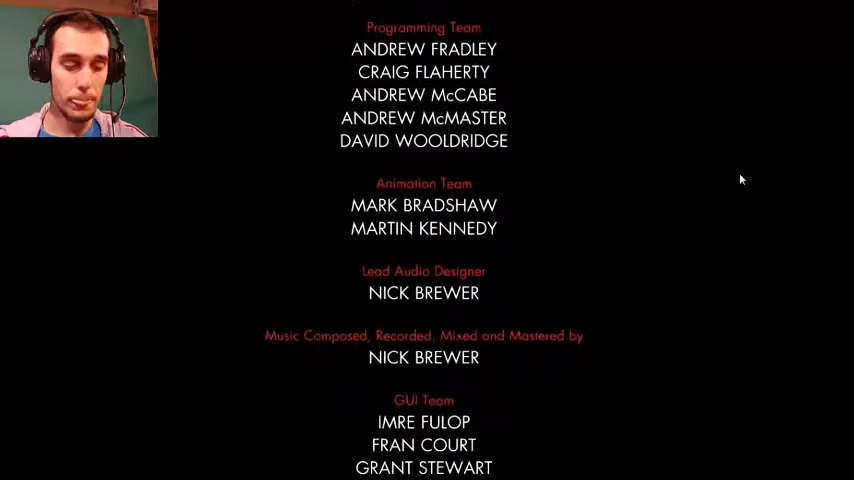 Programming Team
ANDREW FRADLEY
CRAIG FLAHERTY
ANDREW McCABE
ANDREW McMASTER
DAVID WOOLDRIDGE
Animation Team
MARK BRADSHAW
MARTIN KENNEDY
Lead Audio Designer
NICK BREWER
Music Composed, Recorded, Mixed and Mastered by
NICK BREWER
GUI Team
IMRE FULOP
FRAN COURT
GRANT STEWART